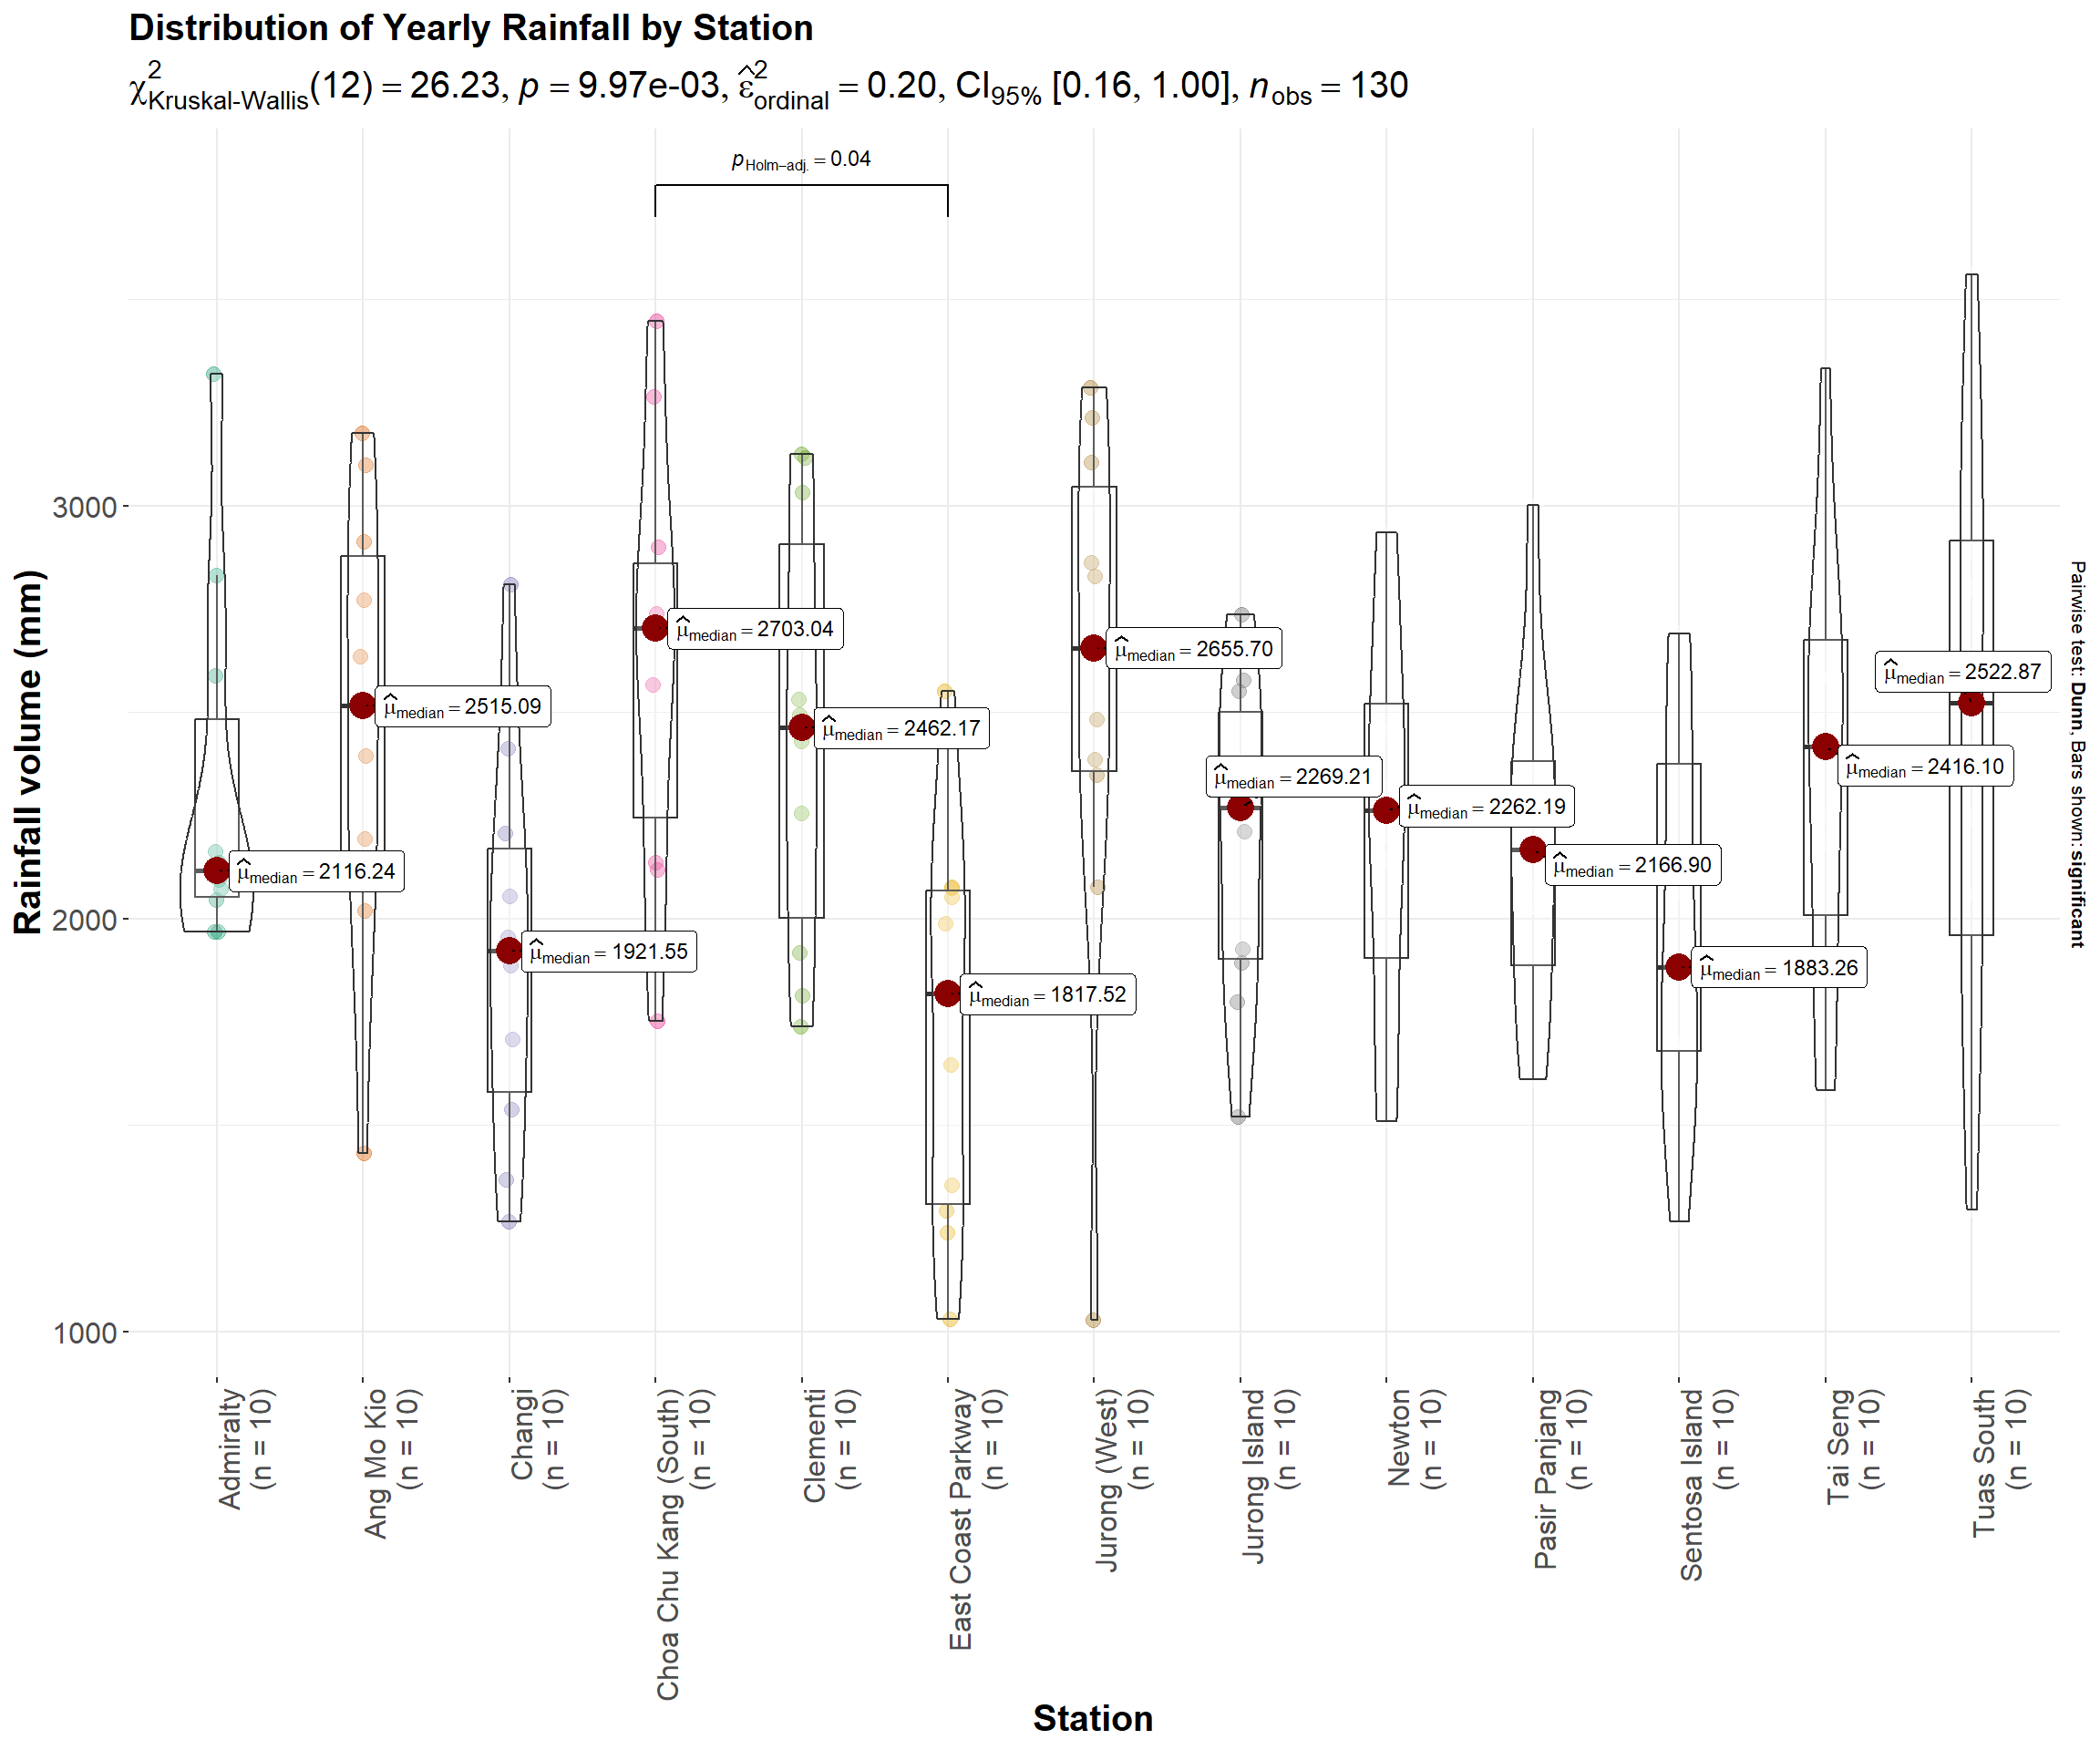 Distribution of Yearly Rainfall by Station
χ²Kruskal-Wallis(12) = 26.23, p = 9.97e-03, ε̂²ordinal = 0.20, CI95% [0.16, 1.00], nobs = 130
pHolm–adj. = 0.04
3000
2000
1000
Rainfall volume (mm)
μ̂median = 2116.24
μ̂median = 2515.09
μ̂median = 1921.55
μ̂median = 2703.04
μ̂median = 2462.17
μ̂median = 1817.52
μ̂median = 2655.70
μ̂median = 2269.21
μ̂median = 2262.19
μ̂median = 2166.90
μ̂median = 1883.26
μ̂median = 2416.10
μ̂median = 2522.87
Pairwise test: Dunn, Bars shown: significant
Admiralty
(n = 10)
Ang Mo Kio
(n = 10)
Changi
(n = 10)
Choa Chu Kang (South)
(n = 10)
Clementi
(n = 10)
East Coast Parkway
(n = 10)
Jurong (West)
(n = 10)
Jurong Island
(n = 10)
Newton
(n = 10)
Pasir Panjang
(n = 10)
Sentosa Island
(n = 10)
Tai Seng
(n = 10)
Tuas South
(n = 10)
Station